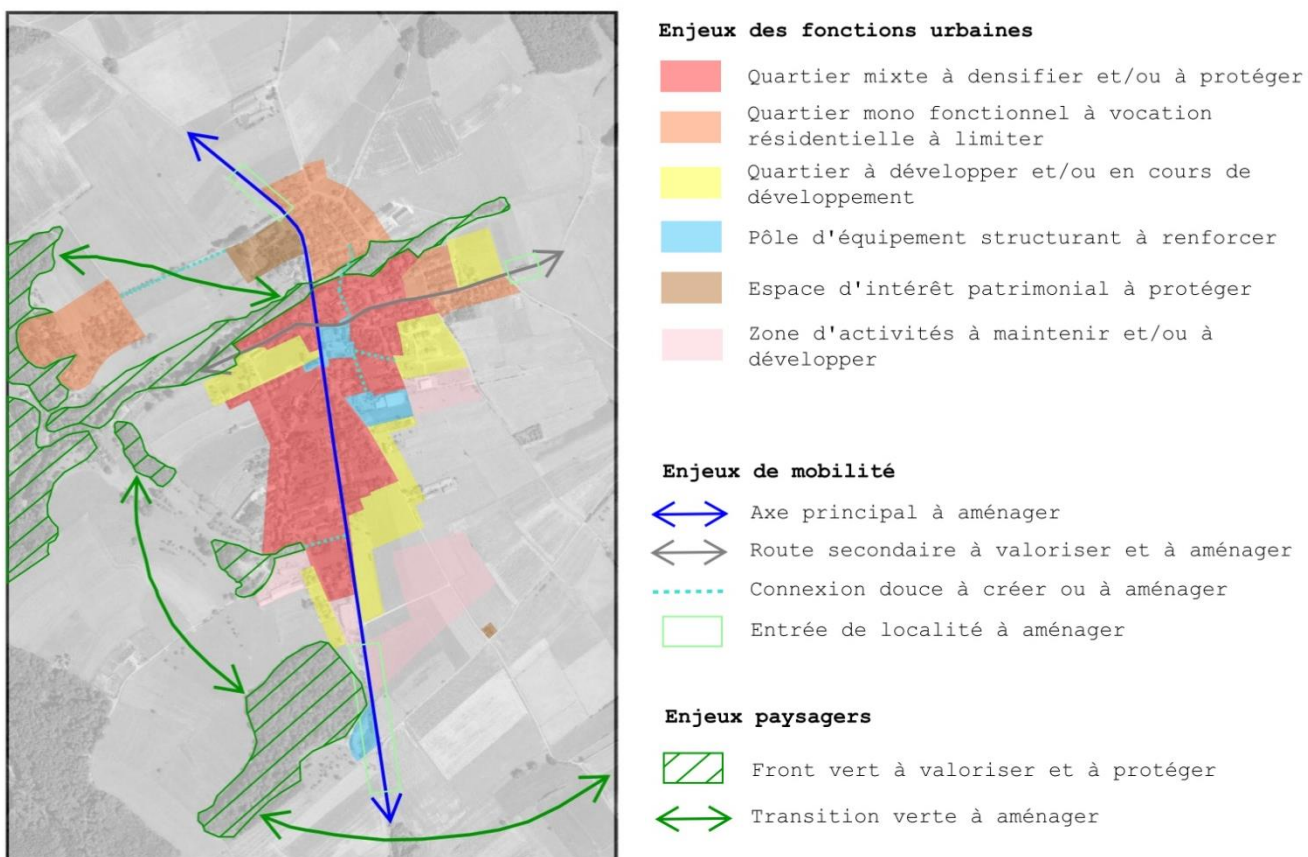 Enjeux des fonctions urbaines
Quartier mixte à densifier et/ou à protéger
Quartier mono fonctionnel à vocation
résidentielle à limiter
Quartier à développer et/ou en cours de
développement
Pôle d'équipement structurant à renforcer
Espace d'intérêt patrimonial à protéger
Zone d'activités à maintenir et/ou à
développer
Enjeux de mobilité
Axe principal à aménager
Route secondaire à valoriser et à aménager
Connexion douce à créer ou à aménager
Entrée de localité à aménager
Enjeux paysagers
Front vert à valoriser et à protéger
Transition verte à aménager